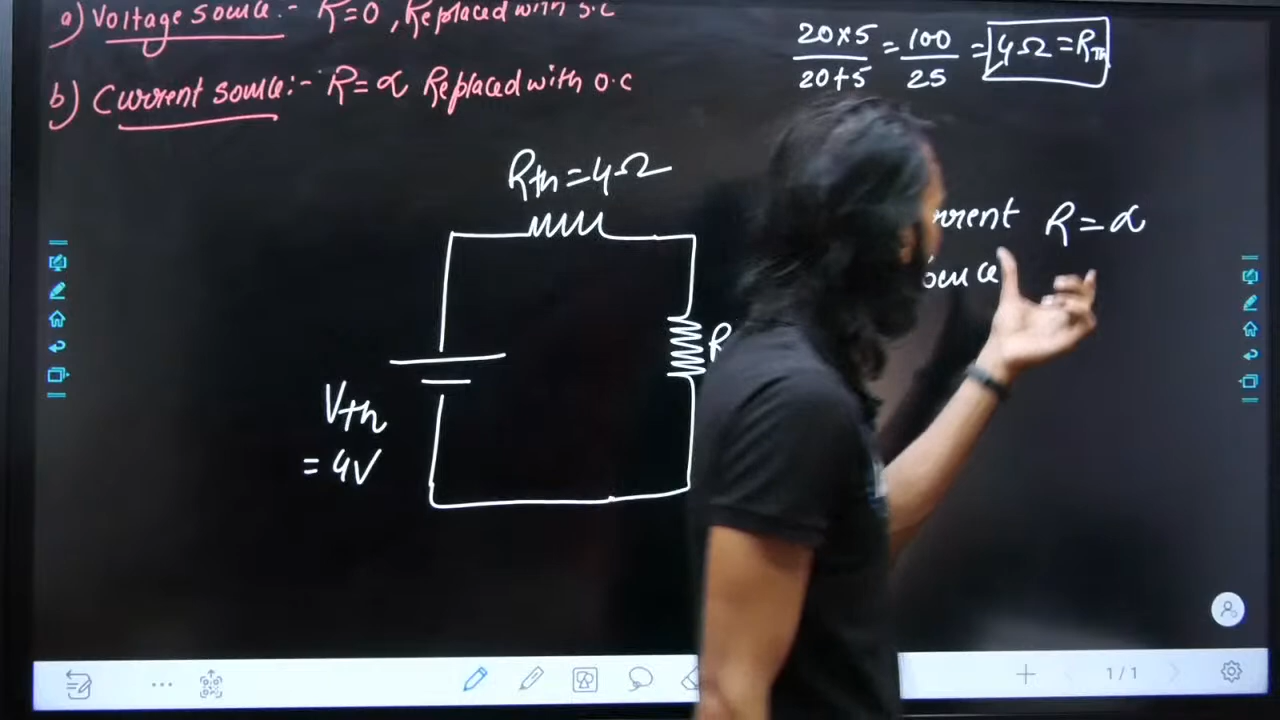 a) Voltage source :- R=0 , Replaced with s.c
b) Current source :- R=α Replaced with o.c
20×5 / 20+5 = 100 / 25 = 4Ω = RTh
Rth=4Ω
R
Vth
= 4V
R=α
1/1